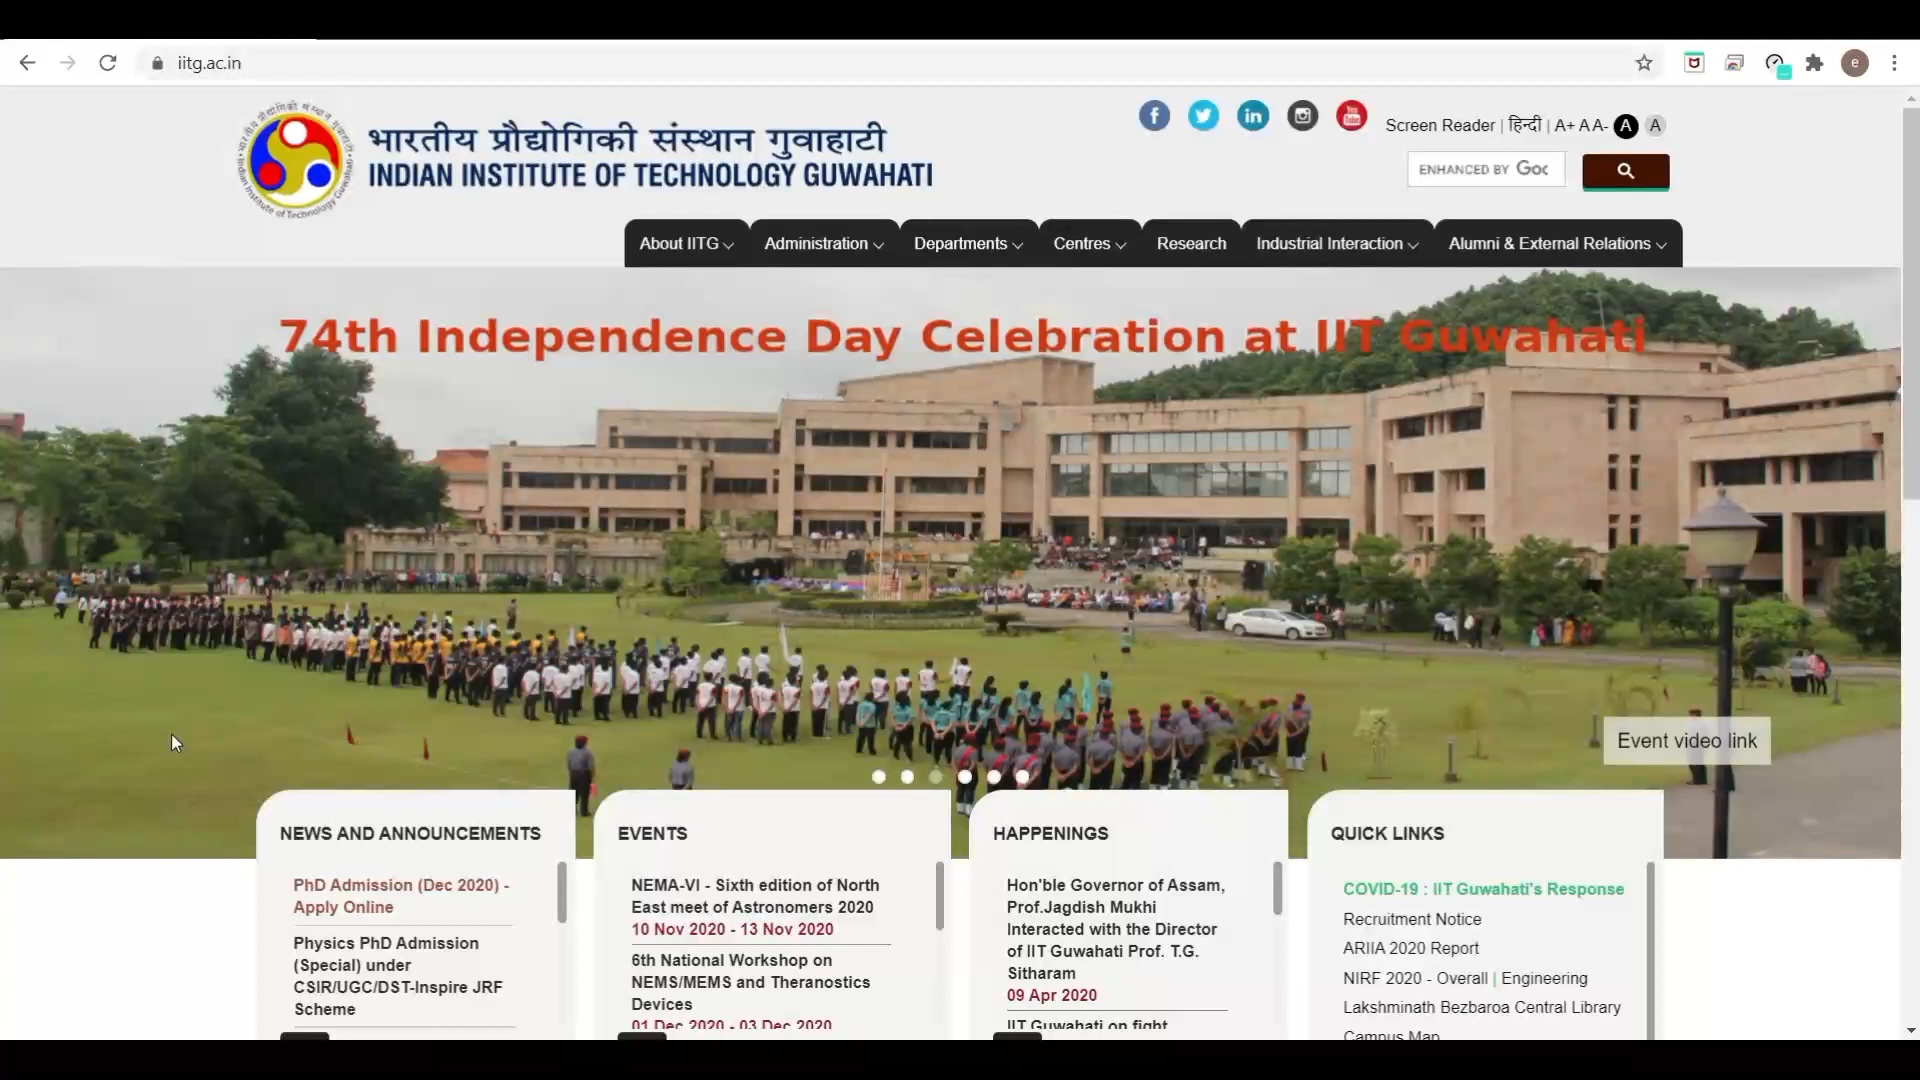 iitg.ac.in
e
भारतीय प्रौद्योगिकी संस्थान गुवाहाटी
INDIAN INSTITUTE OF TECHNOLOGY GUWAHATI
Screen Reader | हिन्दी | A+ A A- A A
ENHANCED BY Goo
About IITG
Administration
Departments
Centres
Research
Industrial Interaction
Alumni & External Relations
74th Independence Day Celebration at IIT Guwahati
Event video link
NEWS AND ANNOUNCEMENTS
PhD Admission (Dec 2020) -
Apply Online
Physics PhD Admission
(Special) under
CSIR/UGC/DST-Inspire JRF
Scheme
EVENTS
NEMA-VI - Sixth edition of North
East meet of Astronomers 2020
10 Nov 2020 - 13 Nov 2020
6th National Workshop on
NEMS/MEMS and Theranostics
Devices
01 Dec 2020 - 03 Dec 2020
HAPPENINGS
Hon'ble Governor of Assam,
Prof.Jagdish Mukhi
Interacted with the Director
of IIT Guwahati Prof. T.G.
Sitharam
09 Apr 2020
IIT Guwahati on fight
QUICK LINKS
COVID-19 : IIT Guwahati's Response
Recruitment Notice
ARIIA 2020 Report
NIRF 2020 - Overall | Engineering
Lakshminath Bezbaroa Central Library
Campus Map